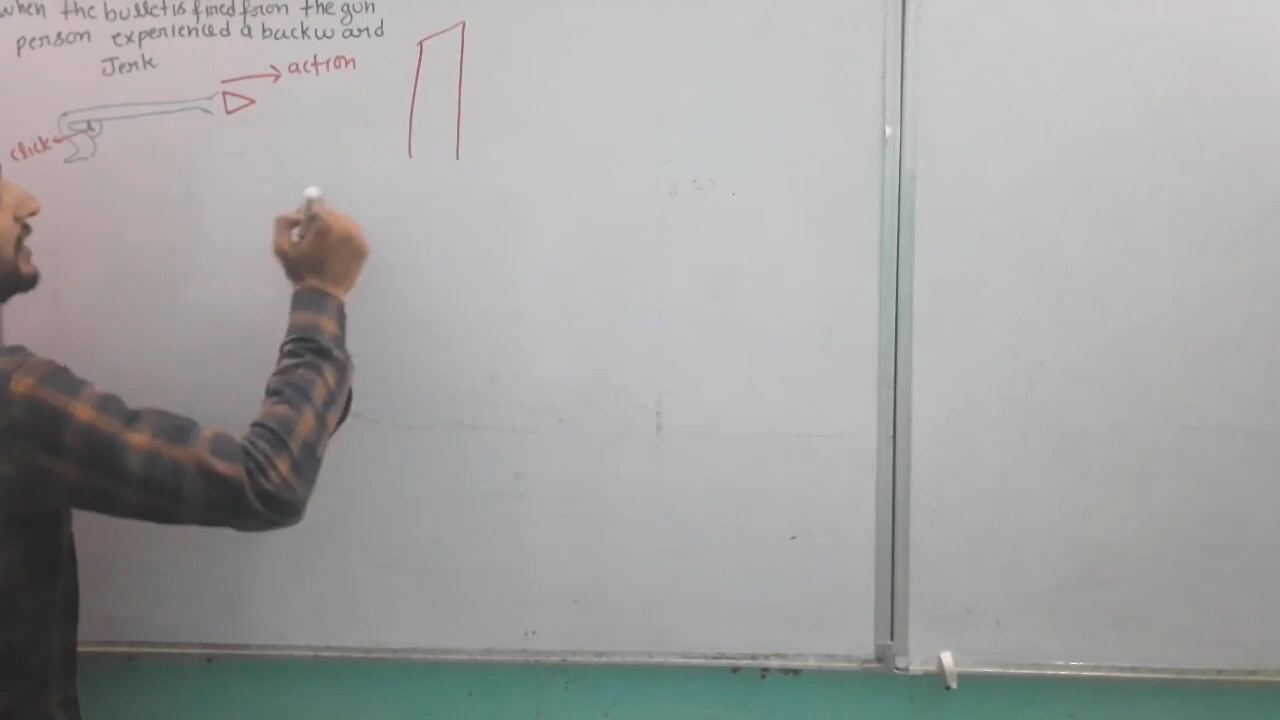 when the bullet is fired from the gun
person experienced a backward
Jerk
action
click